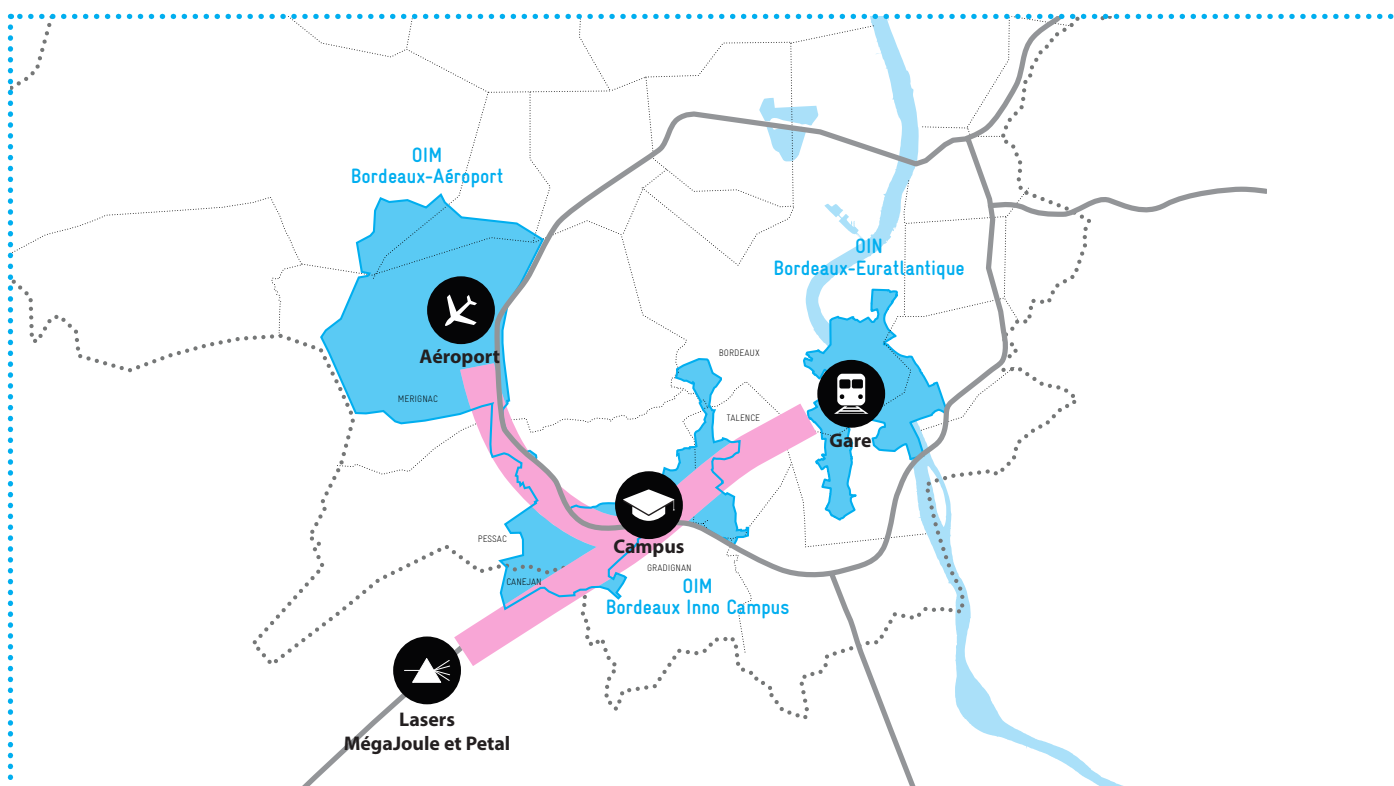 OIM
Bordeaux-Aéroport
OIN
Bordeaux-Euratlantique
Aéroport
BORDEAUX
MERIGNAC
TALENCE
Gare
PESSAC
Campus
GRADIGNAN
CANEJAN
OIM
Bordeaux Inno Campus
Lasers
MégaJoule et Petal